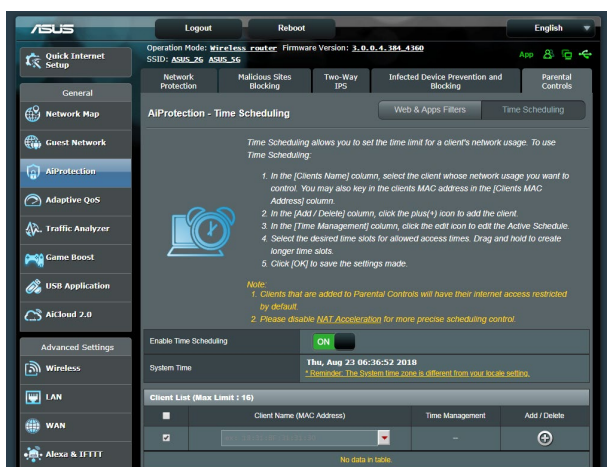 ASUS
Logout
Reboot
English
Quick Internet
Setup
Operation Mode: Wireless router Firmware Version: 3.0.0.4.384_4360
SSID: ASUS_26 ASUS_5G
App
General
Network Map
Guest Network
AiProtection
Adaptive QoS
Traffic Analyzer
Game Boost
USB Application
AiCloud 2.0
Advanced Settings
Wireless
LAN
WAN
Alexa & IFTTT
Network
Protection
Malicious Sites
Blocking
Two-Way
IPS
Infected Device Prevention and
Blocking
Parental
Controls
AiProtection - Time Scheduling
Web & Apps Filters
Time Scheduling
Time Scheduling allows you to set the time limit for a client's network usage. To use
Time Scheduling:
1. In the [Clients Name] column, select the client whose network usage you want to
control. You may also key in the clients MAC address in the [Clients MAC
Address] column.
2. In the [Add / Delete] column, click the plus(+) icon to add the client.
3. In the [Time Management] column, click the edit icon to edit the Active Schedule.
4. Select the desired time slots for allowed access times. Drag and hold to create
longer time slots.
5. Click [OK] to save the settings made.
Note:
1. Clients that are added to Parental Controls will have their internet access restricted
by default.
2. Please disable NAT Acceleration for more precise scheduling control.
Enable Time Scheduling
ON
System Time
Thu, Aug 23 06:36:52 2018
* Reminder: The System time zone is different from your locale setting.
Client List (Max Limit : 16)
Client Name (MAC Address)
Time Management
Add / Delete
–
No data in table.